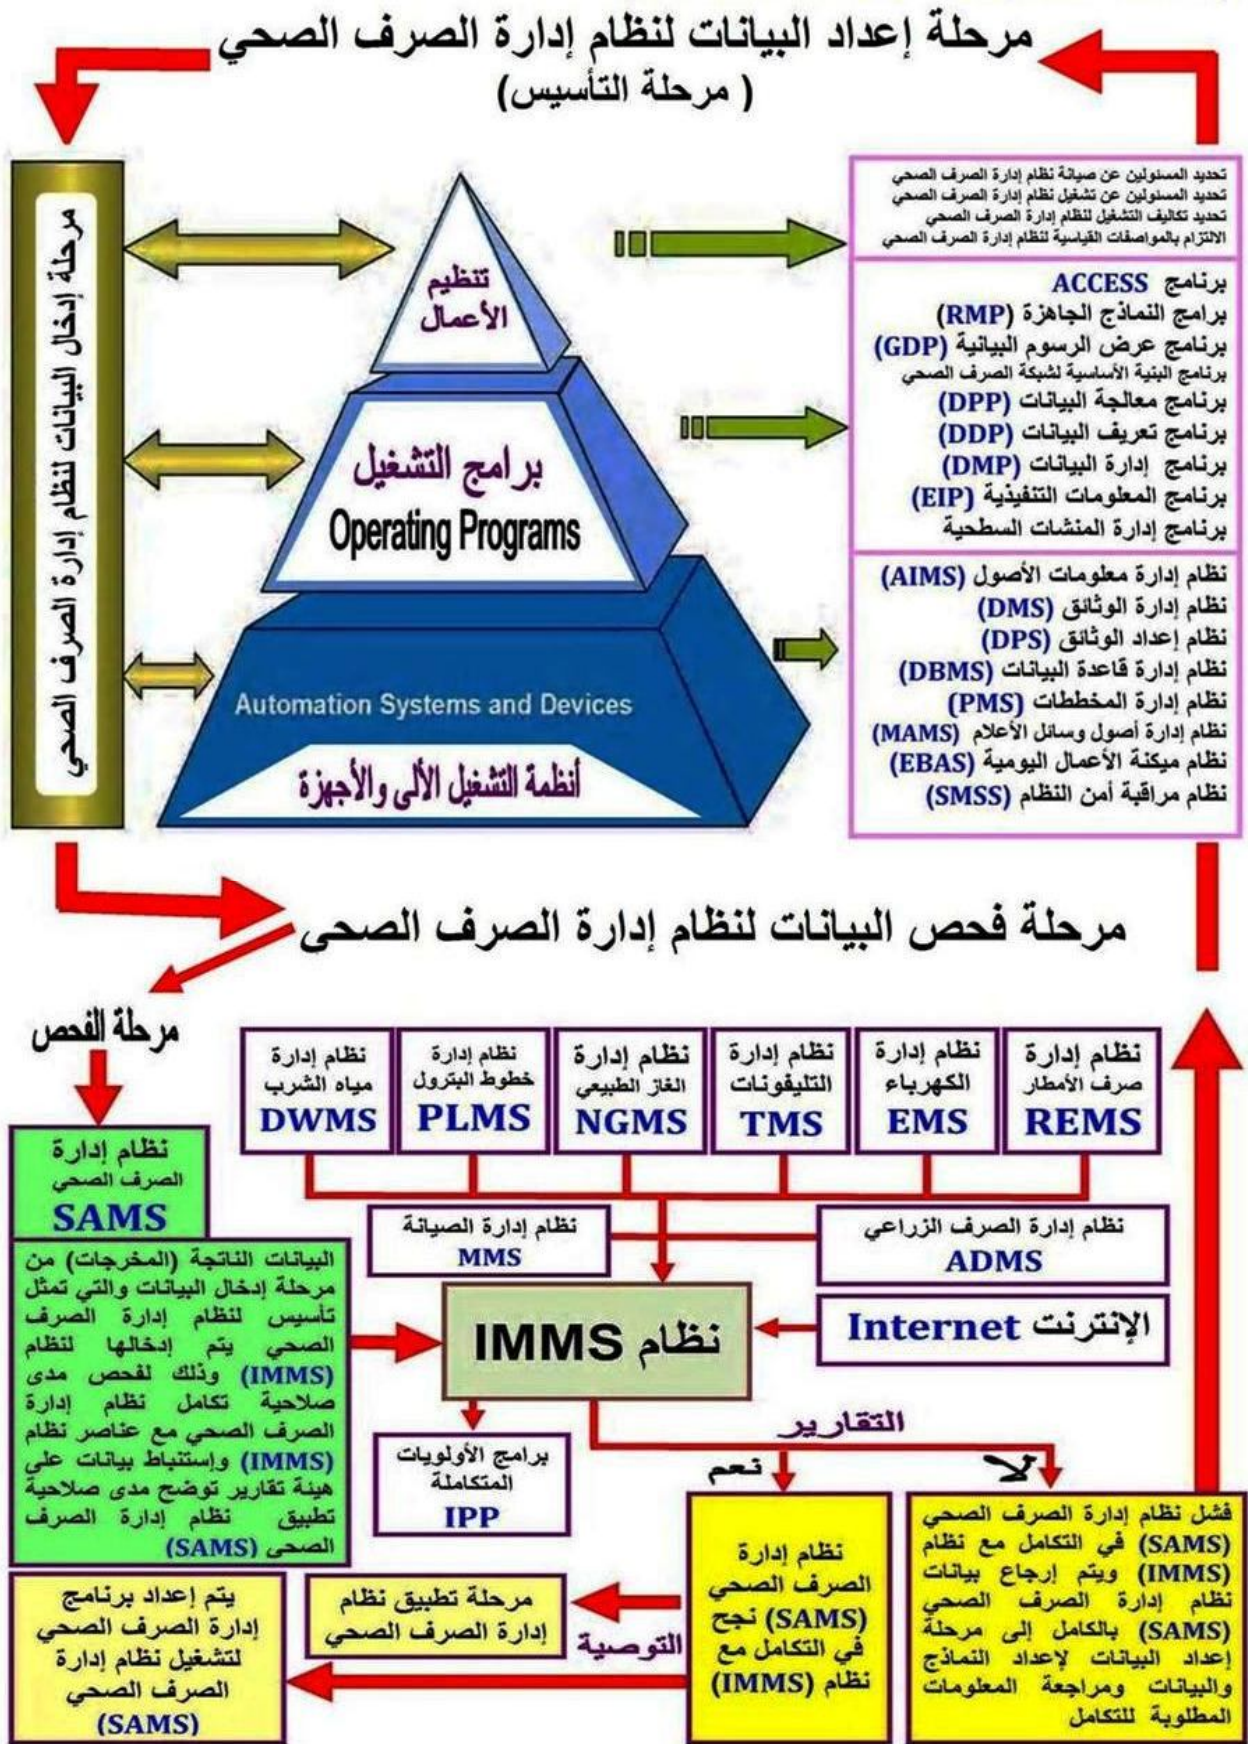 مرحلة إعداد البيانات لنظام إدارة الصرف الصحي
( مرحلة التأسيس)
مرحلة إدخال البيانات لنظام إدارة الصرف الصحي
تنظيم
الأعمال
برامج التشغيل
Operating Programs
Automation Systems and Devices
أنظمة التشغيل الألى والأجهزة
تحديد المسئولين عن صيانة نظام إدارة الصرف الصحي
تحديد المسئولين عن تشغيل نظام إدارة الصرف الصحي
تحديد تكاليف التشغيل لنظام إدارة الصرف الصحي
الالتزام بالمواصفات القياسية لنظام إدارة الصرف الصحي
برنامج ACCESS
برامج النماذج الجاهزة (RMP)
برنامج عرض الرسوم البيانية (GDP)
برنامج البنية الأساسية لشبكة الصرف الصحي
برنامج معالجة البيانات (DPP)
برنامج تعريف البيانات (DDP)
برنامج إدارة البيانات (DMP)
برنامج المعلومات التنفيذية (EIP)
برنامج إدارة المنشات السطحية
نظام إدارة معلومات الأصول (AIMS)
نظام إدارة الوثائق (DMS)
نظام إعداد الوثائق (DPS)
نظام إدارة قاعدة البيانات (DBMS)
نظام إدارة المخططات (PMS)
نظام إدارة أصول وسائل الأعلام (MAMS)
نظام ميكنة الأعمال اليومية (EBAS)
نظام مراقبة أمن النظام (SMSS)
مرحلة فحص البيانات لنظام إدارة الصرف الصحى
مرحلة الفحص
نظام إدارة
صرف الأمطار
REMS
نظام إدارة
الكهرباء
EMS
نظام إدارة
التليفونات
TMS
نظام إدارة
الغاز الطبيعي
NGMS
نظام إدارة
خطوط البترول
PLMS
نظام إدارة
مياه الشرب
DWMS
نظام إدارة
الصرف الصحي
SAMS
نظام إدارة الصرف الزراعي
ADMS
نظام إدارة الصيانة
MMS
البيانات الناتجة (المخرجات) من
مرحلة إدخال البيانات والتي تمثل
تأسيس لنظام إدارة الصرف
الصحي يتم إدخالها لنظام
(IMMS) وذلك لفحص مدى
صلاحية تكامل نظام إدارة
الصرف الصحي مع عناصر نظام
(IMMS) وإستنباط بيانات على
هيئة تقارير توضح مدى صلاحية
تطبيق نظام إدارة الصرف
الصحى (SAMS)
نظام IMMS
الإنترنت Internet
التقارير
نعم
لا
برامج الأولويات
المتكاملة
IPP
فشل نظام إدارة الصرف الصحي
(SAMS) في التكامل مع نظام
(IMMS) ويتم إرجاع بيانات
نظام إدارة الصرف الصحي
(SAMS) بالكامل إلى مرحلة
إعداد البيانات لإعداد النماذج
والبيانات ومراجعة المعلومات
المطلوبة للتكامل
نظام إدارة
الصرف الصحي
(SAMS) نجح
في التكامل مع
نظام (IMMS)
التوصية
مرحلة تطبيق نظام
إدارة الصرف الصحي
يتم إعداد برنامج
إدارة الصرف الصحي
لتشغيل نظام إدارة
الصرف الصحي
(SAMS)